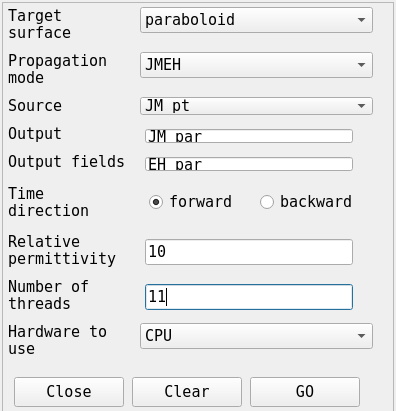 Target
surface
paraboloid
Propagation
mode
JMEH
Source
JM pt
Output
JM par
Output fields
EH par
Time
direction
forward
backward
Relative
permittivity
10
Number of
threads
11
Hardware to
use
CPU
Close
Clear
GO